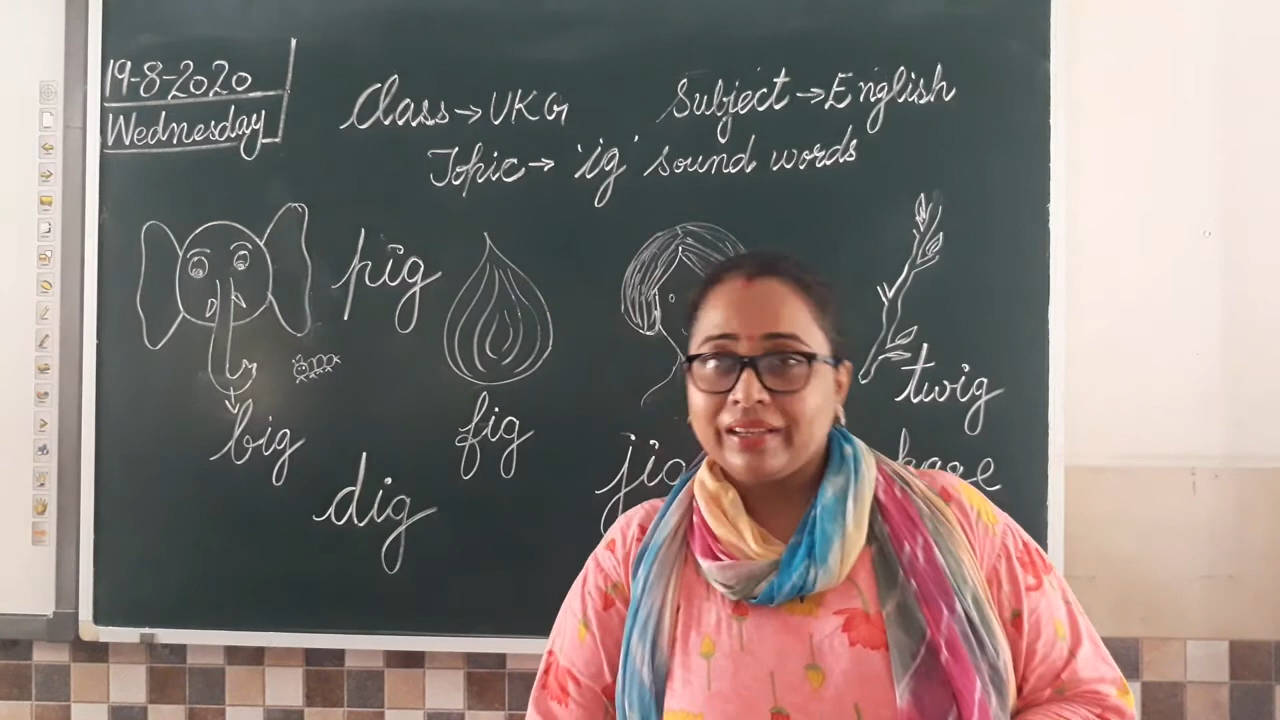 19-8-2020
Wednesday
Class → UKG
Subject → English
Topic → 'ig' sound words
pig
big
fig
dig
twig